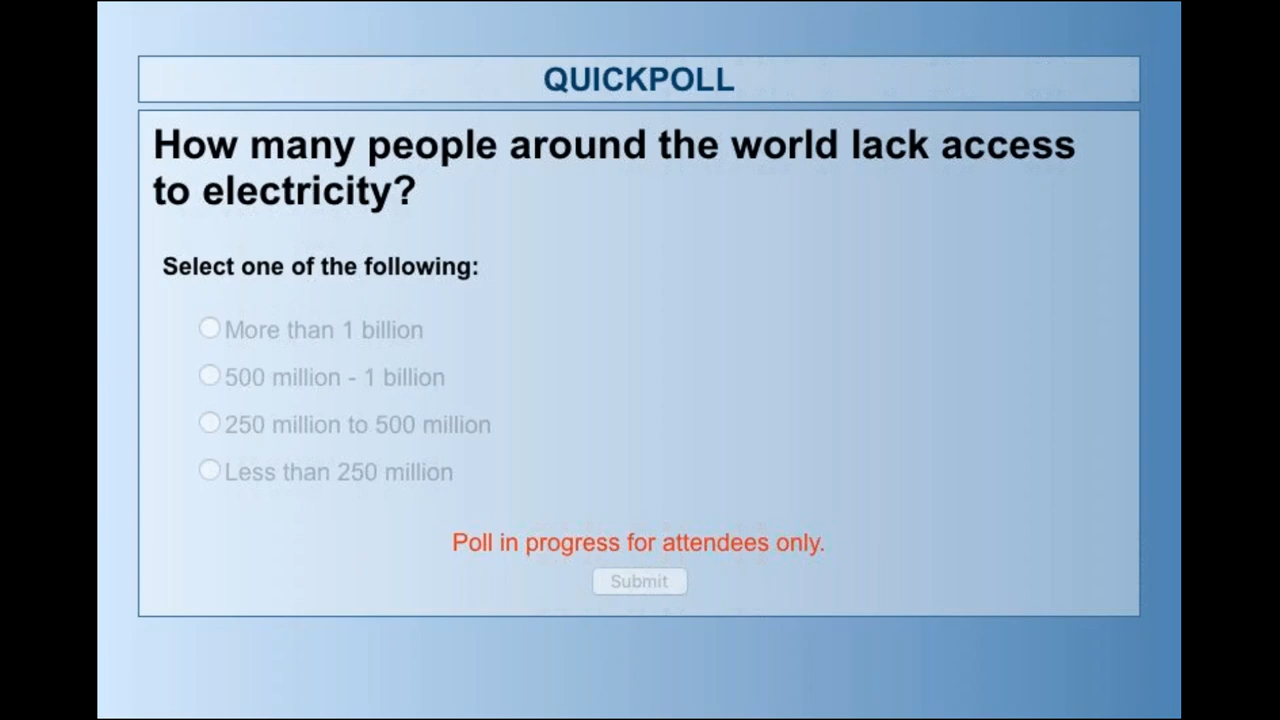 QUICKPOLL
How many people around the world lack access
to electricity?
Select one of the following:
More than 1 billion
500 million - 1 billion
250 million to 500 million
Less than 250 million
Poll in progress for attendees only.
Submit